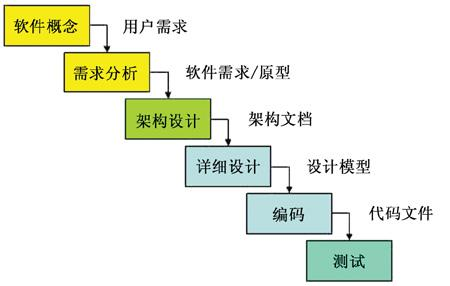 软件概念
用户需求
需求分析
软件需求/原型
架构设计
架构文档
详细设计
设计模型
编码
代码文件
测试